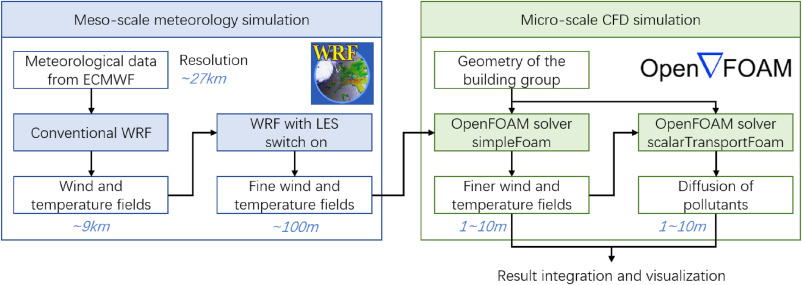 Meso-scale meteorology simulation
Meteorological data
from ECMWF
Resolution
~27km
WRF
Conventional WRF
WRF with LES
switch on
Wind and
temperature fields
~9km
Fine wind and
temperature fields
~100m
Micro-scale CFD simulation
Geometry of the
building group
Open∇FOAM
OpenFOAM solver
simpleFoam
OpenFOAM solver
scalarTransportFoam
Finer wind and
temperature fields
1~10m
Diffusion of
pollutants
1~10m
Result integration and visualization